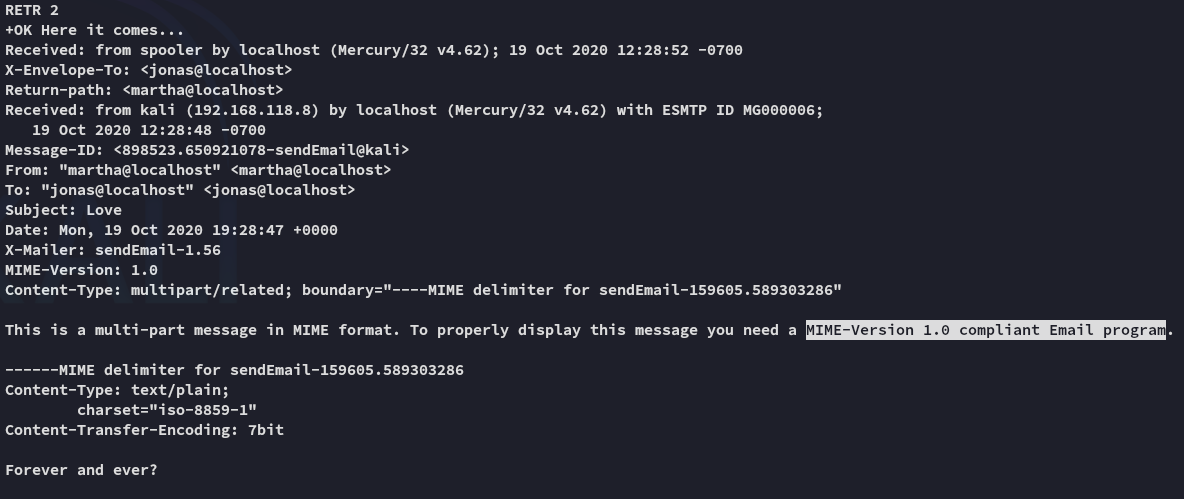 RETR 2
+OK Here it comes...
Received: from spooler by localhost (Mercury/32 v4.62); 19 Oct 2020 12:28:52 -0700
X-Envelope-To: <jonas@localhost>
Return-path: <martha@localhost>
Received: from kali (192.168.118.8) by localhost (Mercury/32 v4.62) with ESMTP ID MG000006;
   19 Oct 2020 12:28:48 -0700
Message-ID: <898523.650921078-sendEmail@kali>
From: "martha@localhost" <martha@localhost>
To: "jonas@localhost" <jonas@localhost>
Subject: Love
Date: Mon, 19 Oct 2020 19:28:47 +0000
X-Mailer: sendEmail-1.56
MIME-Version: 1.0
Content-Type: multipart/related; boundary="----MIME delimiter for sendEmail-159605.589303286"

This is a multi-part message in MIME format. To properly display this message you need a MIME-Version 1.0 compliant Email program.

------MIME delimiter for sendEmail-159605.589303286
Content-Type: text/plain;
        charset="iso-8859-1"
Content-Transfer-Encoding: 7bit

Forever and ever?